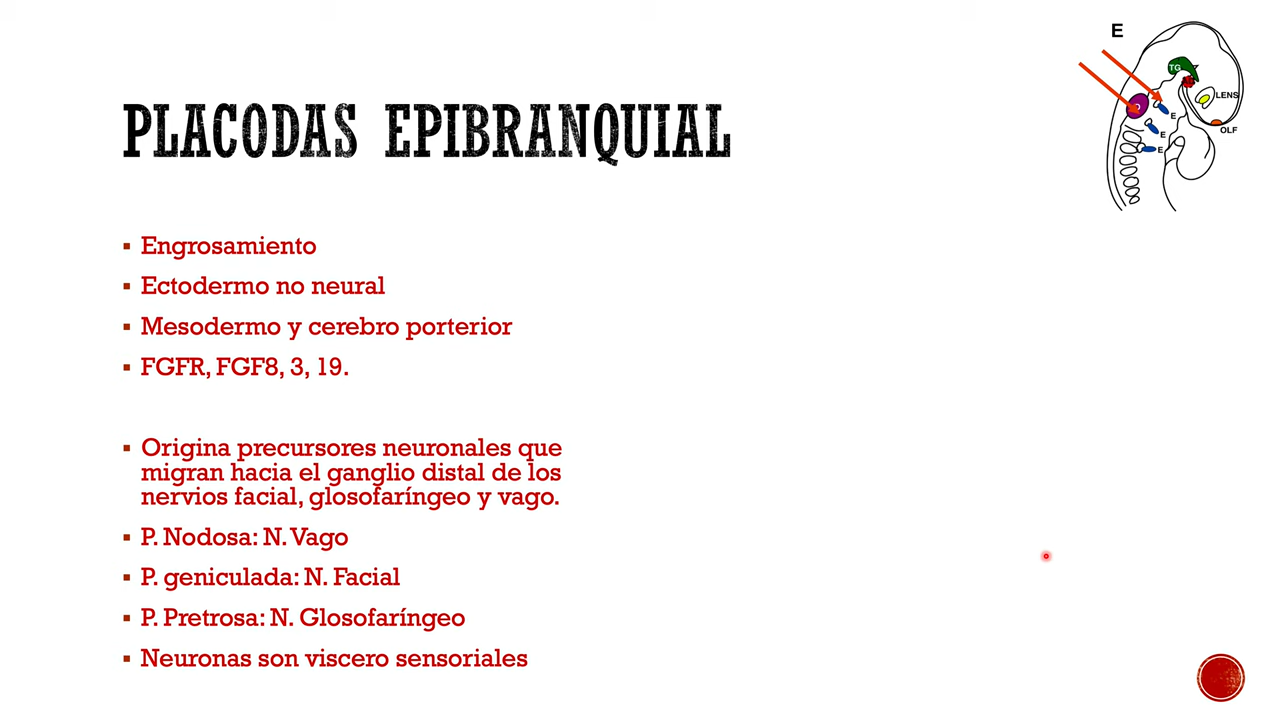 E
PLACODAS EPIBRANQUIAL
TG
LENS
E
OLF
E
E
Engrosamiento
Ectodermo no neural
Mesodermo y cerebro porterior
FGFR, FGF8, 3, 19.
Origina precursores neuronales que
migran hacia el ganglio distal de los
nervios facial, glosofaríngeo y vago.
P. Nodosa: N. Vago
P. geniculada: N. Facial
P. Pretrosa: N. Glosofaríngeo
Neuronas son viscero sensoriales